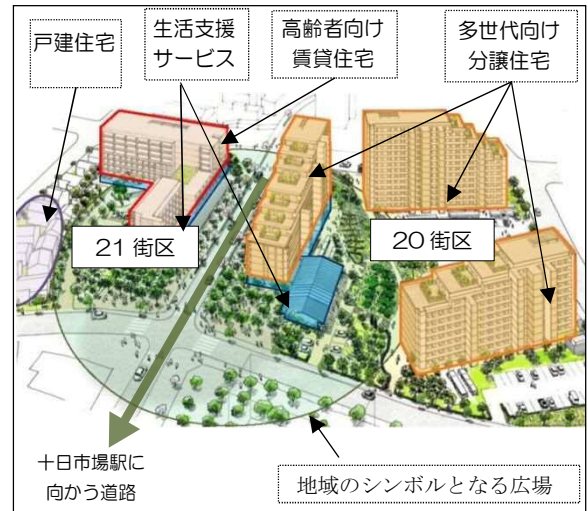 戸建住宅
生活支援
サービス
高齢者向け
賃貸住宅
多世代向け
分譲住宅
21 街区
20 街区
十日市場駅に
向かう道路
地域のシンボルとなる広場